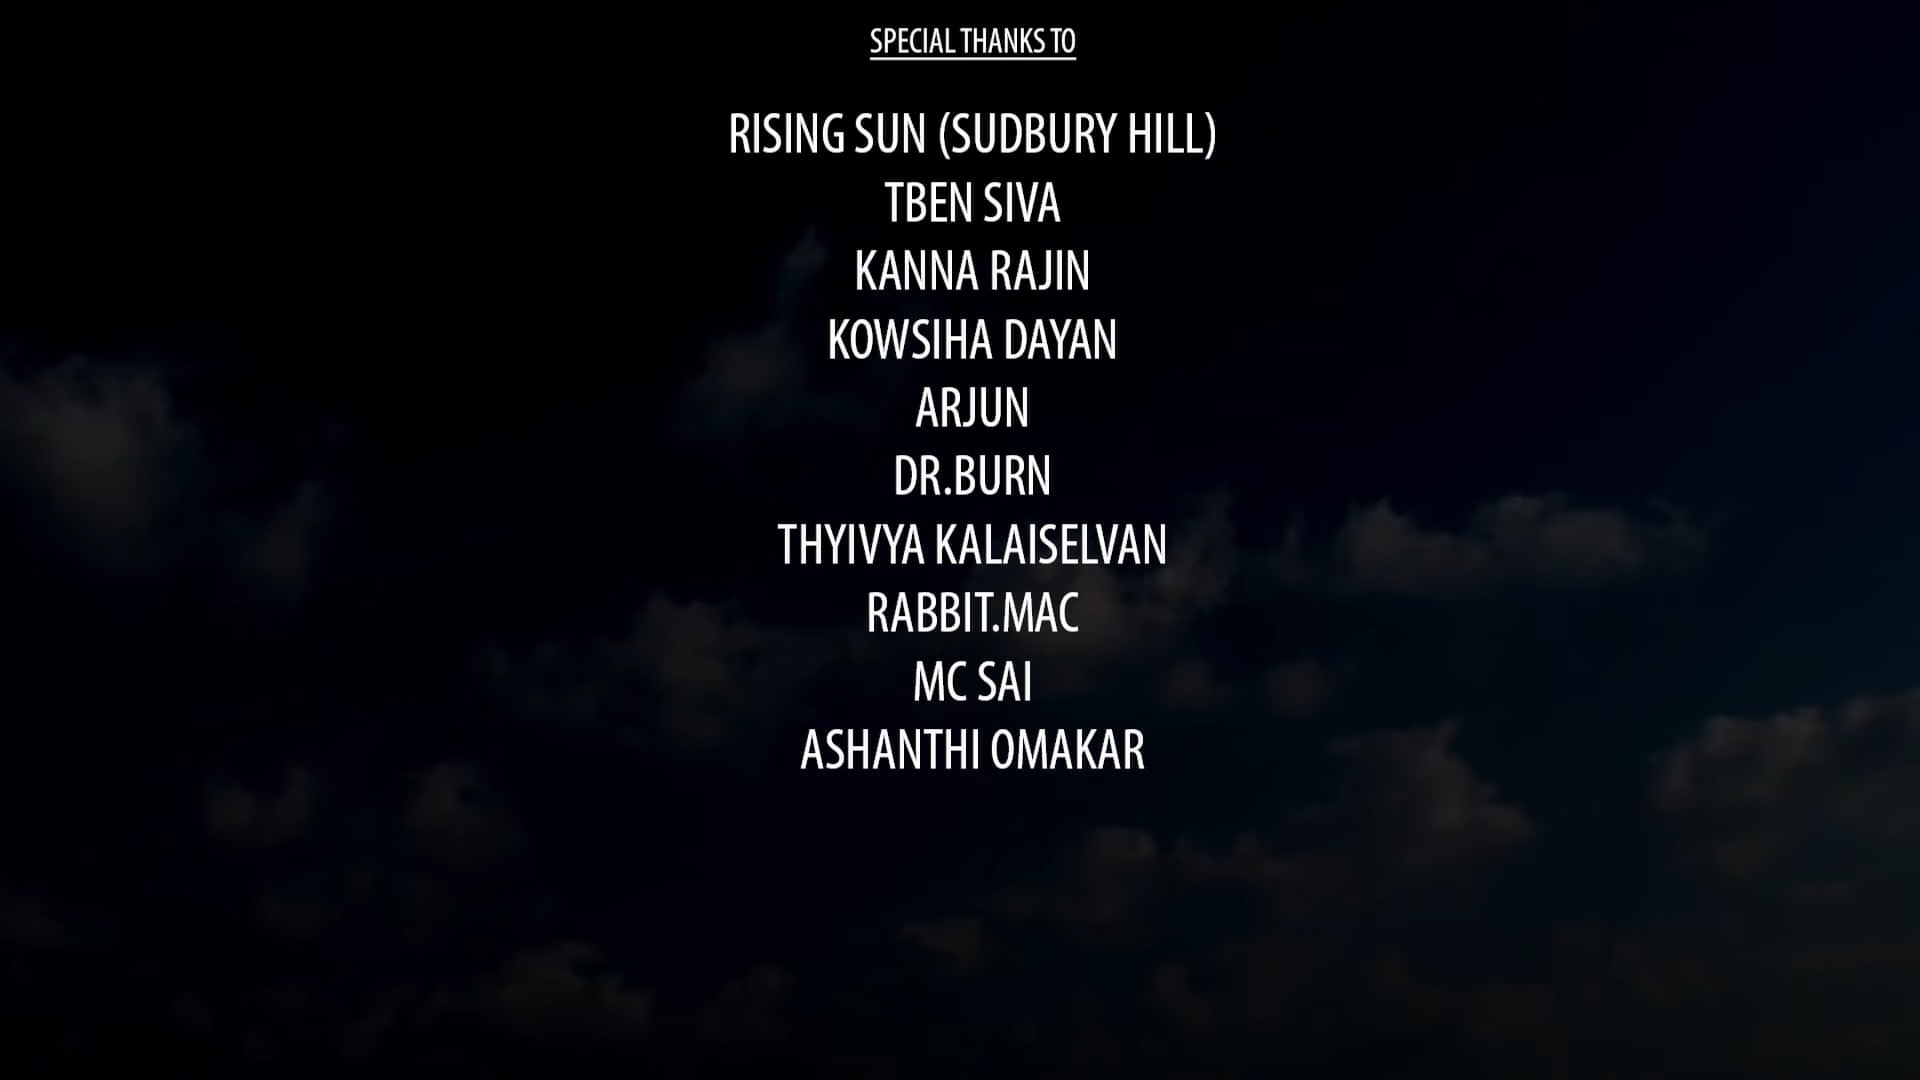 SPECIAL THANKS TO
RISING SUN (SUDBURY HILL)
TBEN SIVA
KANNA RAJIN
KOWSIHA DAYAN
ARJUN
DR.BURN
THYIVYA KALAISELVAN
RABBIT.MAC
MC SAI
ASHANTHI OMAKAR